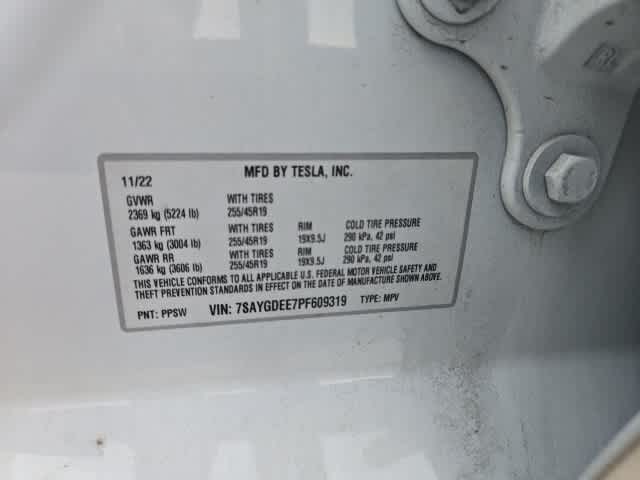 MFD BY TESLA, INC.
11/22
GVWR WITH TIRES
2369 kg (5224 lb) 255/45R19
GAWR FRT WITH TIRES RIM COLD TIRE PRESSURE
1363 kg (3004 lb) 255/45R19 19X9.5J 290 kPa, 42 psi
GAWR RR WITH TIRES RIM COLD TIRE PRESSURE
1636 kg (3606 lb) 255/45R19 19X9.5J 290 kPa, 42 psi
THIS VEHICLE CONFORMS TO ALL APPLICABLE U.S. FEDERAL MOTOR VEHICLE SAFETY AND
THEFT PREVENTION STANDARDS IN EFFECT ON THE DATE OF MANUFACTURE SHOWN ABOVE.
PNT: PPSW VIN: 7SAYGDEE7PF609319 TYPE: MPV